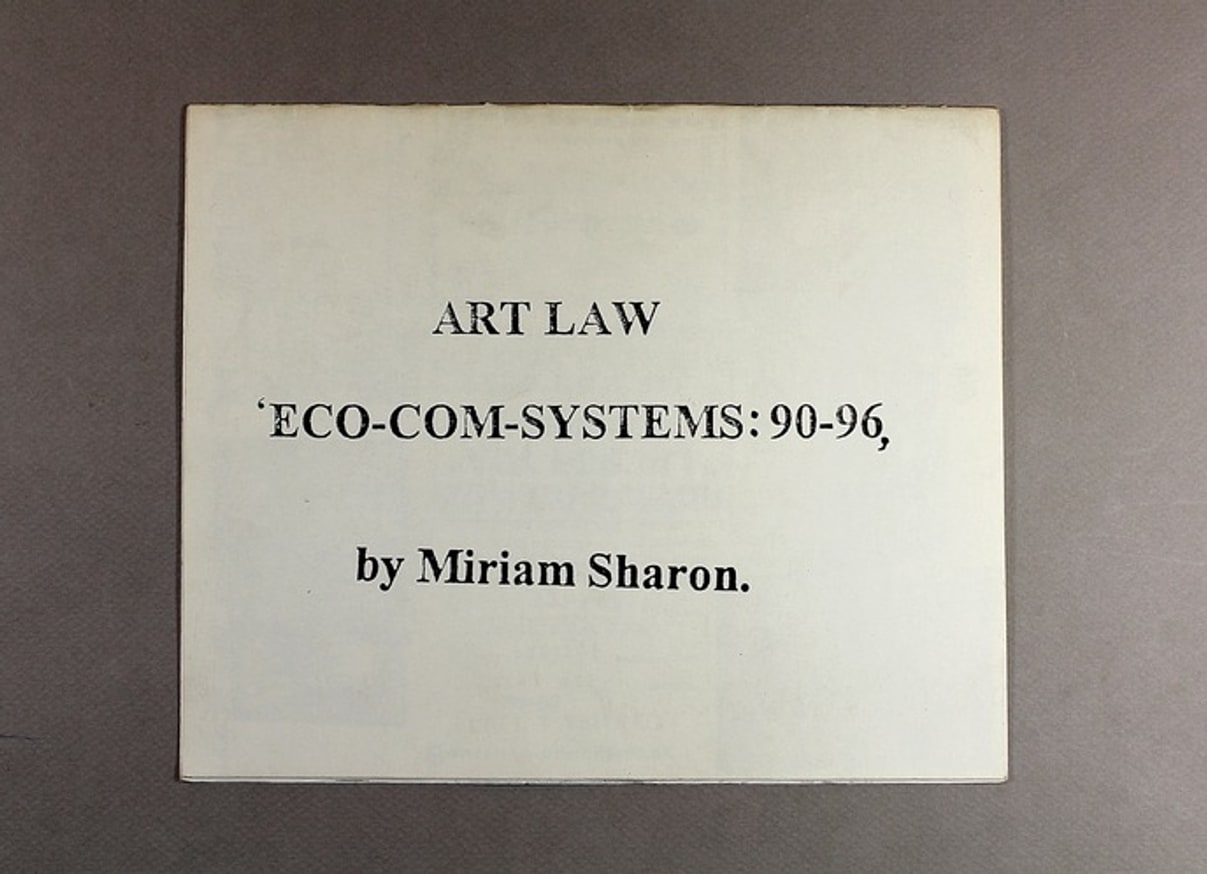 ART LAW
‘ECO-COM-SYSTEMS: 90-96,
by Miriam Sharon.